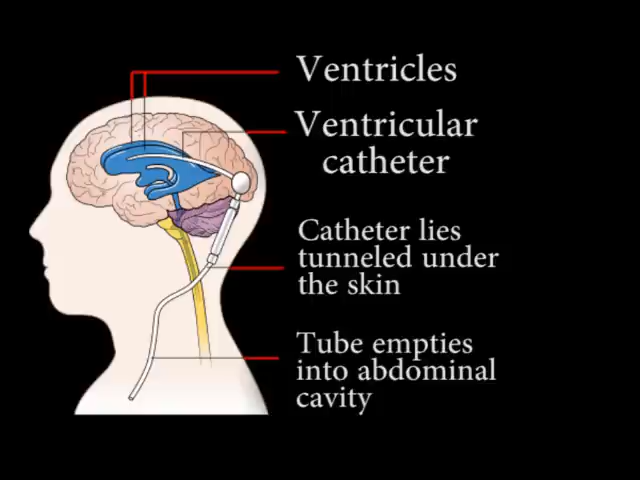 Ventricles
Ventricular
catheter
Catheter lies
tunneled under
the skin
Tube empties
into abdominal
cavity